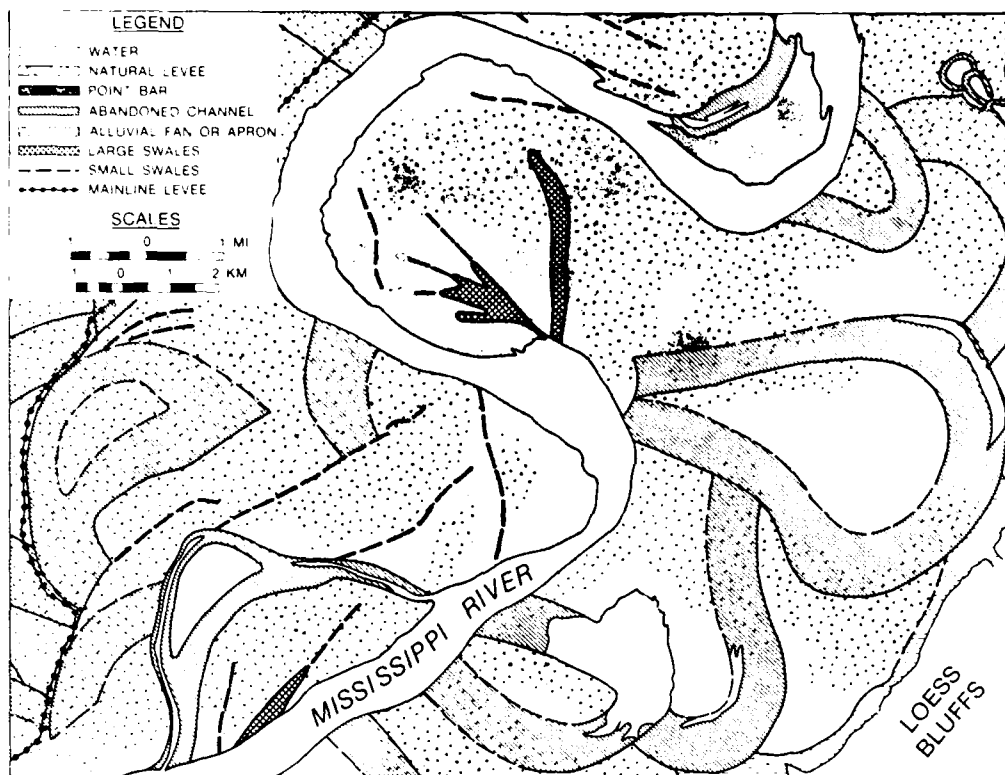 LEGEND
WATER
NATURAL LEVEE
POINT BAR
ABANDONED CHANNEL
ALLUVIAL FAN OR APRON
LARGE SWALES
SMALL SWALES
MAINLINE LEVEE
SCALES
1 0 1 MI
1 0 1 2 KM
MISSISSIPPI RIVER
LOESS
BLUFFS